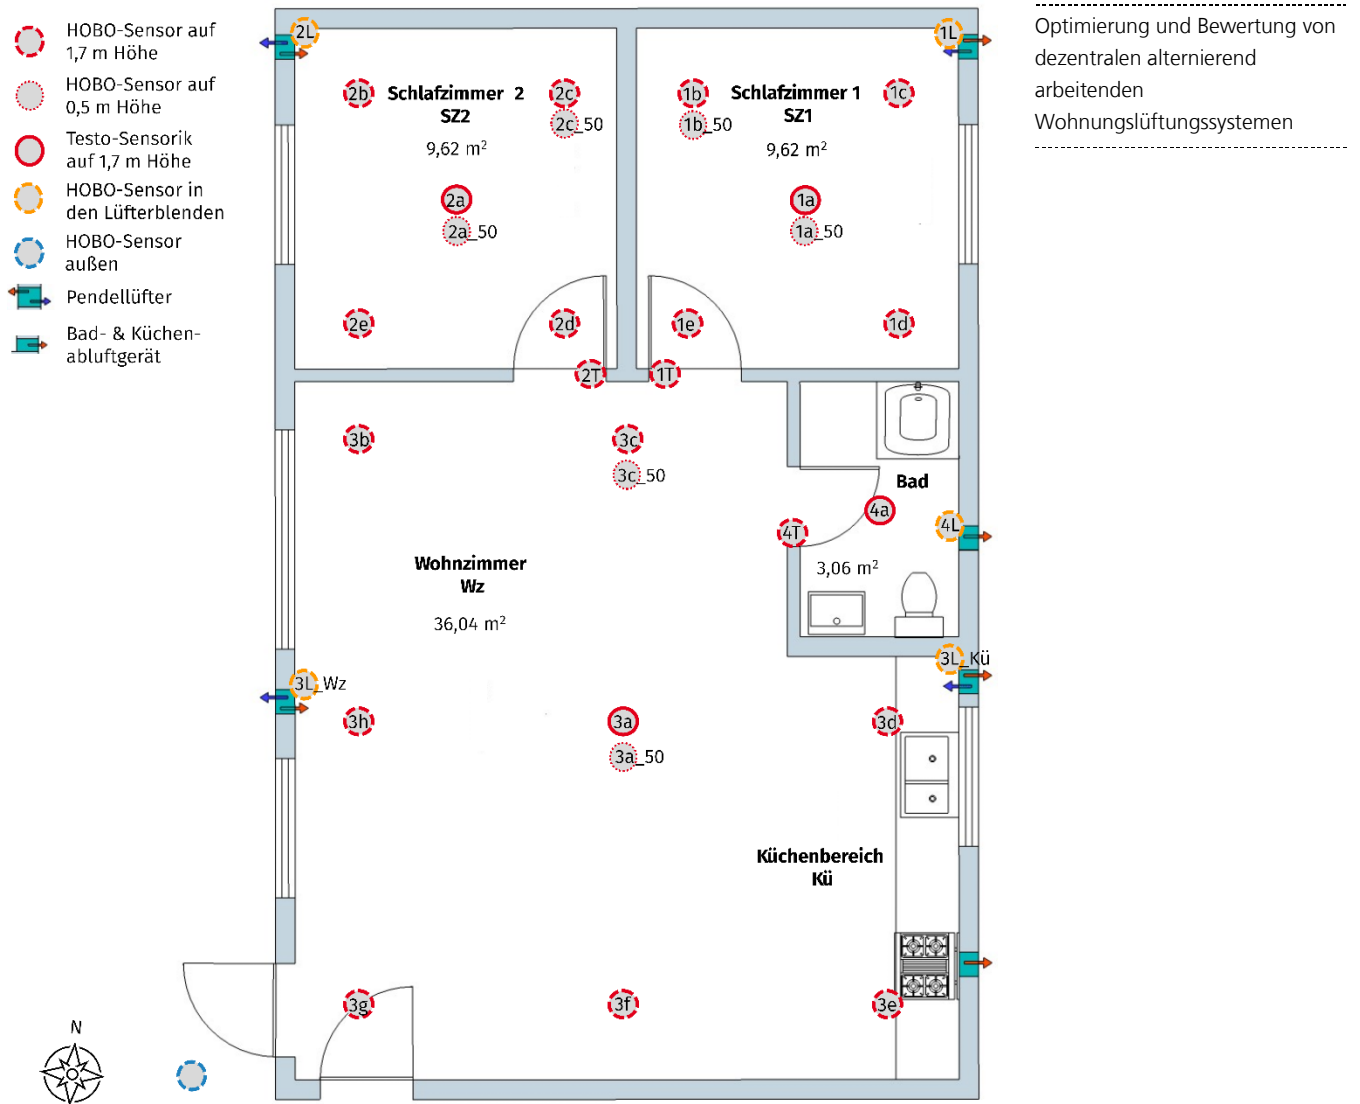 HOBO-Sensor auf
1,7 m Höhe
HOBO-Sensor auf
0,5 m Höhe
Testo-Sensorik
auf 1,7 m Höhe
HOBO-Sensor in
den Lüfterblenden
HOBO-Sensor
außen
Pendellüfter
Bad- & Küchen-
abluftgerät
Optimierung und Bewertung von
dezentralen alternierend
arbeitenden
Wohnungslüftungssystemen
2L
1L
2b
Schlafzimmer 2
SZ2
2c
2c_50
9,62 m²
1b
1b_50
Schlafzimmer 1
SZ1
1c
9,62 m²
2a
2a_50
1a
1a_50
2e
2d
1e
1d
2T
1T
3b
3c
3c_50
Bad
4a
4T
4L
3,06 m²
Wohnzimmer
Wz
36,04 m²
3L_Wz
3L_Kü
3h
3a
3a_50
3d
Küchenbereich
Kü
3g
3f
3e
N